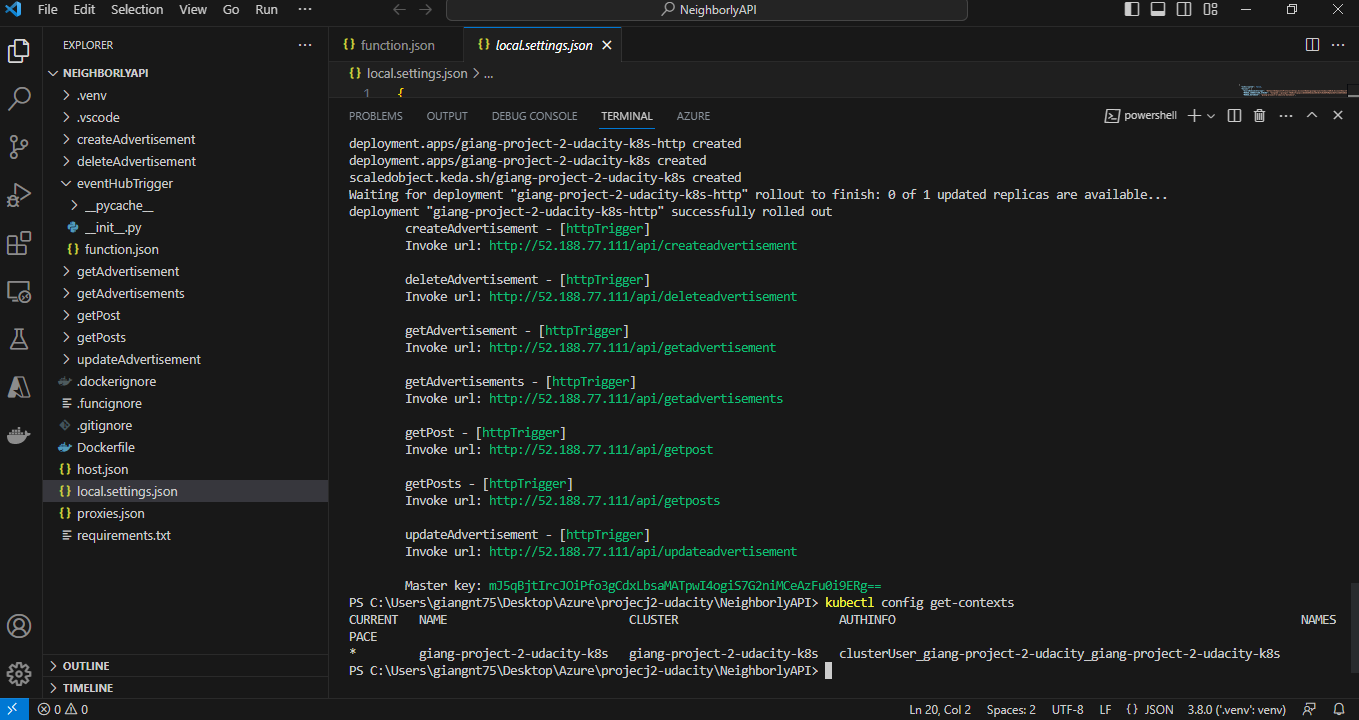 File Edit Selection View Go Run ··· NeighborlyAPI
EXPLORER
NEIGHBORLYAPI
.venv
.vscode
createAdvertisement
deleteAdvertisement
eventHubTrigger
__pycache__
__init__.py
function.json
getAdvertisement
getAdvertisements
getPost
getPosts
updateAdvertisement
.dockerignore
.funcignore
.gitignore
Dockerfile
host.json
local.settings.json
proxies.json
requirements.txt
OUTLINE
TIMELINE
{} function.json {} local.settings.json
{} local.settings.json > ...
1 {
PROBLEMS OUTPUT DEBUG CONSOLE TERMINAL AZURE powershell
deployment.apps/giang-project-2-udacity-k8s-http created
deployment.apps/giang-project-2-udacity-k8s created
scaledobject.keda.sh/giang-project-2-udacity-k8s created
Waiting for deployment "giang-project-2-udacity-k8s-http" rollout to finish: 0 of 1 updated replicas are available...
deployment "giang-project-2-udacity-k8s-http" successfully rolled out
createAdvertisement - [httpTrigger]
Invoke url: http://52.188.77.111/api/createadvertisement
deleteAdvertisement - [httpTrigger]
Invoke url: http://52.188.77.111/api/deleteadvertisement
getAdvertisement - [httpTrigger]
Invoke url: http://52.188.77.111/api/getadvertisement
getAdvertisements - [httpTrigger]
Invoke url: http://52.188.77.111/api/getadvertisements
getPost - [httpTrigger]
Invoke url: http://52.188.77.111/api/getpost
getPosts - [httpTrigger]
Invoke url: http://52.188.77.111/api/getposts
updateAdvertisement - [httpTrigger]
Invoke url: http://52.188.77.111/api/updateadvertisement
Master key: mJ5qBjtIrcJOiPfo3gCdxLbsaMATpwI4ogiS7G2niMCeAzFu0i9ERg==
PS C:\Users\giangnt75\Desktop\Azure\projecj2-udacity\NeighborlyAPI> kubectl config get-contexts
CURRENT NAME CLUSTER AUTHINFO NAMES
PACE
* giang-project-2-udacity-k8s giang-project-2-udacity-k8s clusterUser_giang-project-2-udacity_giang-project-2-udacity-k8s
PS C:\Users\giangnt75\Desktop\Azure\projecj2-udacity\NeighborlyAPI>
0 0 Ln 20, Col 2 Spaces: 2 UTF-8 LF {} JSON 3.8.0 ('.venv': venv)